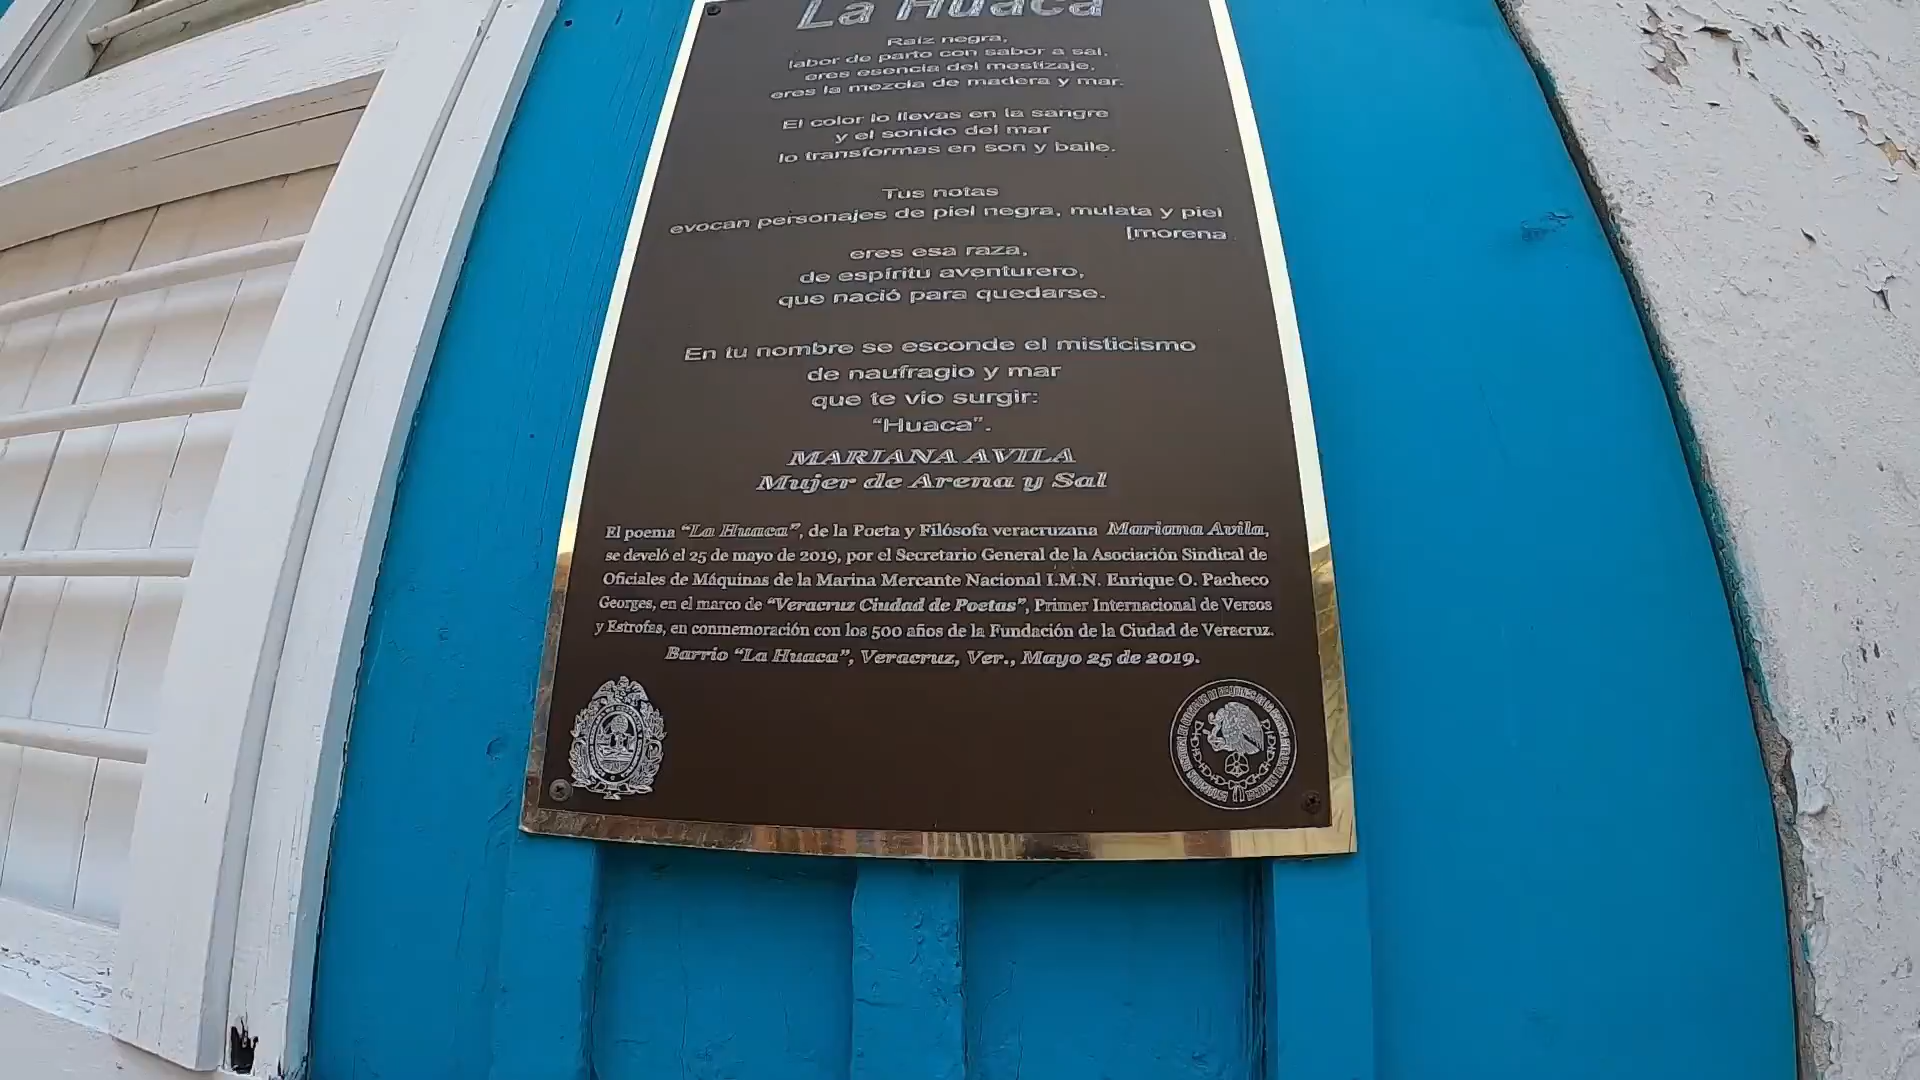 La Huaca
Raíz negra,
labor de parto con sabor a sal,
eres esencia del mestizaje,
eres la mezcla de madera y mar.
El color lo llevas en la sangre
y el sonido del mar
lo transformas en son y baile.
Tus notas
evocan personajes de piel negra, mulata y piel
[morena
eres esa raza,
de espíritu aventurero,
que nació para quedarse.
En tu nombre se esconde el misticismo
de naufragio y mar
que te vio surgir:
"Huaca".
MARIANA AVILA
Mujer de Arena y Sal
El poema "La Huaca", de la Poeta y Filósofa veracruzana Mariana Avila,
se develó el 25 de mayo de 2019, por el Secretario General de la Asociación Sindical de
Oficiales de Máquinas de la Marina Mercante Nacional I.M.N. Enrique O. Pacheco
Georges, en el marco de "Veracruz Ciudad de Poetas", Primer Internacional de Versos
y Estrofas, en conmemoración con los 500 años de la Fundación de la Ciudad de Veracruz.
Barrio "La Huaca", Veracruz, Ver., Mayo 25 de 2019.